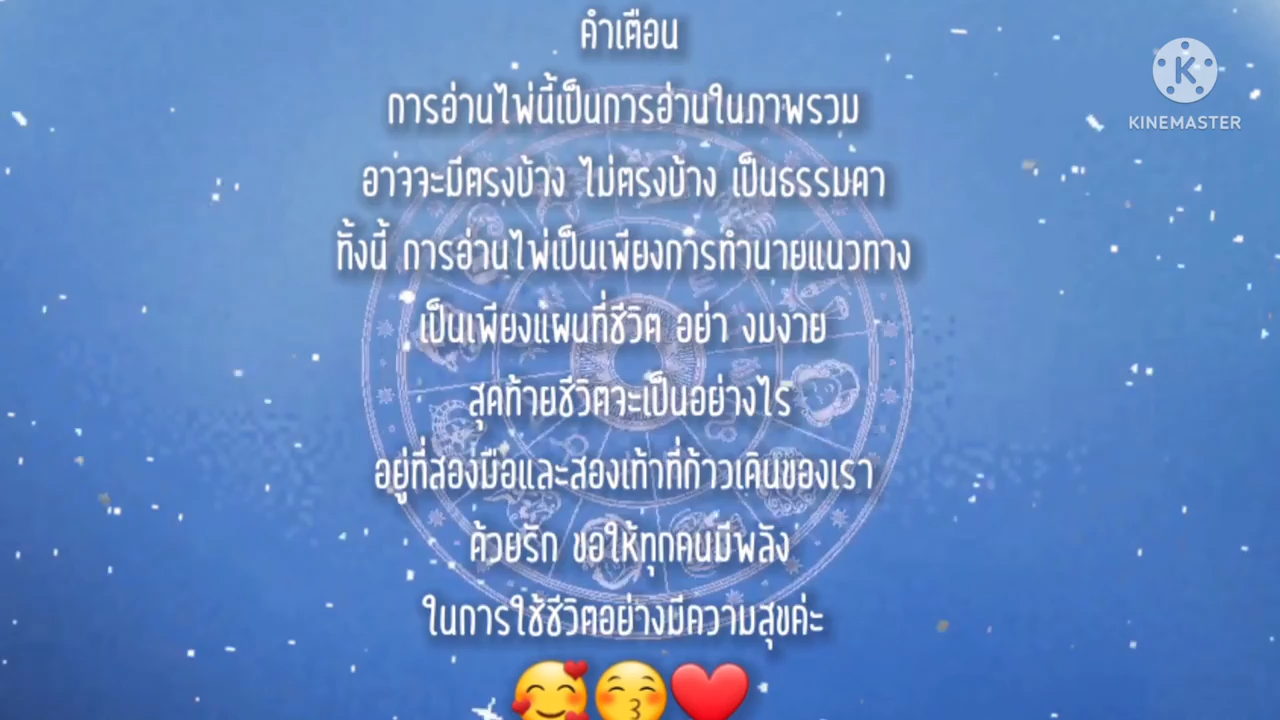 คำเตือน
การอ่านไพ่นี้เป็นการอ่านในภาพรวม
อาจจะมีตรงบ้าง ไม่ตรงบ้าง เป็นธรรมดา
ทั้งนี้ การอ่านไพ่เป็นเพียงการทำนายแนวทาง
เป็นเพียงแผนที่ชีวิต อย่า งมงาย
สุดท้ายชีวิตจะเป็นอย่างไร
อยู่ที่สองมือและสองเท้าที่ก้าวเดินของเรา
ด้วยรัก ขอให้ทุกคนมีพลัง
ในการใช้ชีวิตอย่างมีความสุขค่ะ
K
KINEMASTER